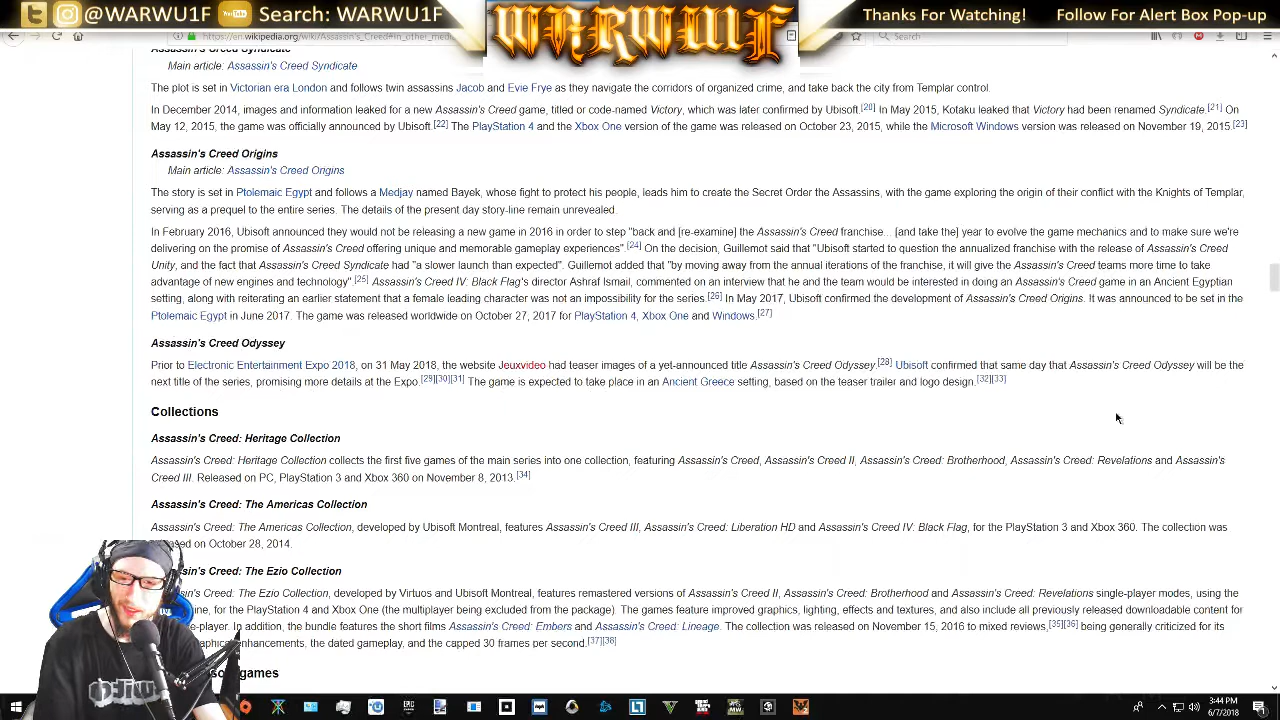 @WARWU1F Search: WARWU1F WARWU1F Thanks For Watching! Follow For Alert Box Pop-up
https://en.wikipedia.org/wiki/Assassin's_Creed#In_other_med Search
Assassin's Creed Syndicate
Main article: Assassin's Creed Syndicate
The plot is set in Victorian era London and follows twin assassins Jacob and Evie Frye as they navigate the corridors of organized crime, and take back the city from Templar control.
In December 2014, images and information leaked for a new Assassin's Creed game, titled or code-named Victory, which was later confirmed by Ubisoft.[20] In May 2015, Kotaku leaked that Victory had been renamed Syndicate.[21] On
May 12, 2015, the game was officially announced by Ubisoft.[22] The PlayStation 4 and the Xbox One version of the game was released on October 23, 2015, while the Microsoft Windows version was released on November 19, 2015.[23]
Assassin's Creed Origins
Main article: Assassin's Creed Origins
The story is set in Ptolemaic Egypt and follows a Medjay named Bayek, whose fight to protect his people, leads him to create the Secret Order the Assassins, with the game exploring the origin of their conflict with the Knights of Templar,
serving as a prequel to the entire series. The details of the present day story-line remain unrevealed.
In February 2016, Ubisoft announced they would not be releasing a new game in 2016 in order to step "back and [re-examine] the Assassin's Creed franchise... [and take the] year to evolve the game mechanics and to make sure we're
delivering on the promise of Assassin's Creed offering unique and memorable gameplay experiences" [24] On the decision, Guillemot said that "Ubisoft started to question the annualized franchise with the release of Assassin's Creed
Unity, and the fact that Assassin's Creed Syndicate had "a slower launch than expected". Guillemot added that "by moving away from the annual iterations of the franchise, it will give the Assassin's Creed teams more time to take
advantage of new engines and technology".[25] Assassin's Creed IV: Black Flag's director Ashraf Ismail, commented on an interview that he and the team would be interested in doing an Assassin's Creed game in an Ancient Egyptian
setting, along with reiterating an earlier statement that a female leading character was not an impossibility for the series.[26] In May 2017, Ubisoft confirmed the development of Assassin's Creed Origins. It was announced to be set in the
Ptolemaic Egypt in June 2017. The game was released worldwide on October 27, 2017 for PlayStation 4, Xbox One and Windows.[27]
Assassin's Creed Odyssey
Prior to Electronic Entertainment Expo 2018, on 31 May 2018, the website Jeuxvideo had teaser images of a yet-announced title Assassin's Creed Odyssey.[28] Ubisoft confirmed that same day that Assassin's Creed Odyssey will be the
next title of the series, promising more details at the Expo.[29][30][31] The game is expected to take place in an Ancient Greece setting, based on the teaser trailer and logo design.[32][33]
Collections
Assassin's Creed: Heritage Collection
Assassin's Creed: Heritage Collection collects the first five games of the main series into one collection, featuring Assassin's Creed, Assassin's Creed II, Assassin's Creed: Brotherhood, Assassin's Creed: Revelations and Assassin's
Creed III. Released on PC, PlayStation 3 and Xbox 360 on November 8, 2013.[34]
Assassin's Creed: The Americas Collection
Assassin's Creed: The Americas Collection, developed by Ubisoft Montreal, features Assassin's Creed III, Assassin's Creed: Liberation HD and Assassin's Creed IV: Black Flag, for the PlayStation 3 and Xbox 360. The collection was
on October 28, 2014.
Creed: The Ezio Collection
Creed: The Ezio Collection, developed by Virtuos and Ubisoft Montreal, features remastered versions of Assassin's Creed II, Assassin's Creed: Brotherhood and Assassin's Creed: Revelations single-player modes, using the
for the PlayStation 4 and Xbox One (the multiplayer being excluded from the package). The games feature improved graphics, lighting, effects and textures, and also include all previously released downloadable content for
-player. In addition, the bundle features the short films Assassin's Creed: Embers and Assassin's Creed: Lineage. The collection was released on November 15, 2016 to mixed reviews,[35][36] being generally criticized for its
enhancements, the dated gameplay, and the capped 30 frames per second.[37][38]
games
3:44 PM
6/7/2018